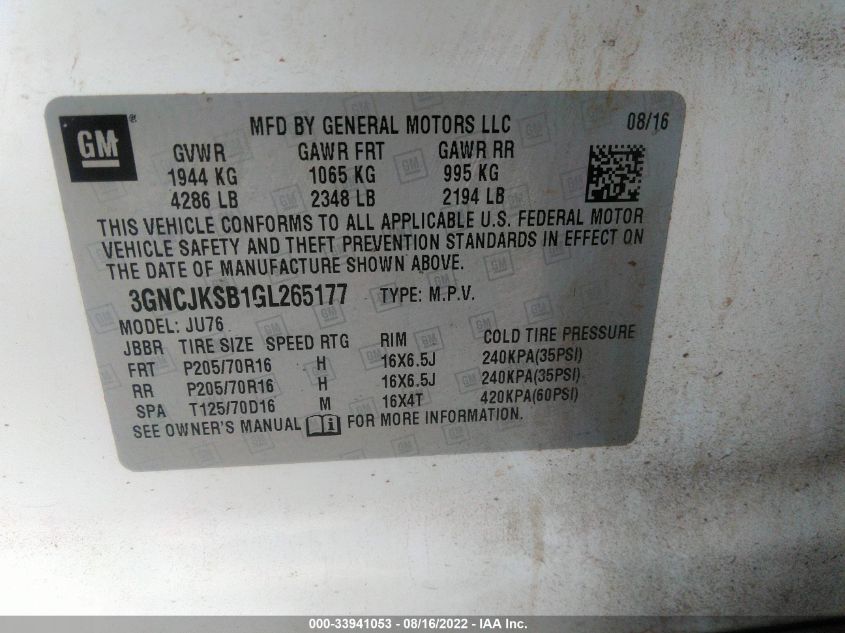 GM ® MFD BY GENERAL MOTORS LLC 08/16
GVWR GAWR FRT GAWR RR
1944 KG 1065 KG 995 KG
4286 LB 2348 LB 2194 LB
THIS VEHICLE CONFORMS TO ALL APPLICABLE U.S. FEDERAL MOTOR
VEHICLE SAFETY AND THEFT PREVENTION STANDARDS IN EFFECT ON
THE DATE OF MANUFACTURE SHOWN ABOVE.
3GNCJKSB1GL265177 TYPE: M.P.V.
MODEL: JU76
JBBR TIRE SIZE SPEED RTG RIM COLD TIRE PRESSURE
FRT P205/70R16 H 16X6.5J 240KPA(35PSI)
RR P205/70R16 H 16X6.5J 240KPA(35PSI)
SPA T125/70D16 M 16X4T 420KPA(60PSI)
SEE OWNER'S MANUAL FOR MORE INFORMATION.
000-33941053 - 08/16/2022 - IAA Inc.